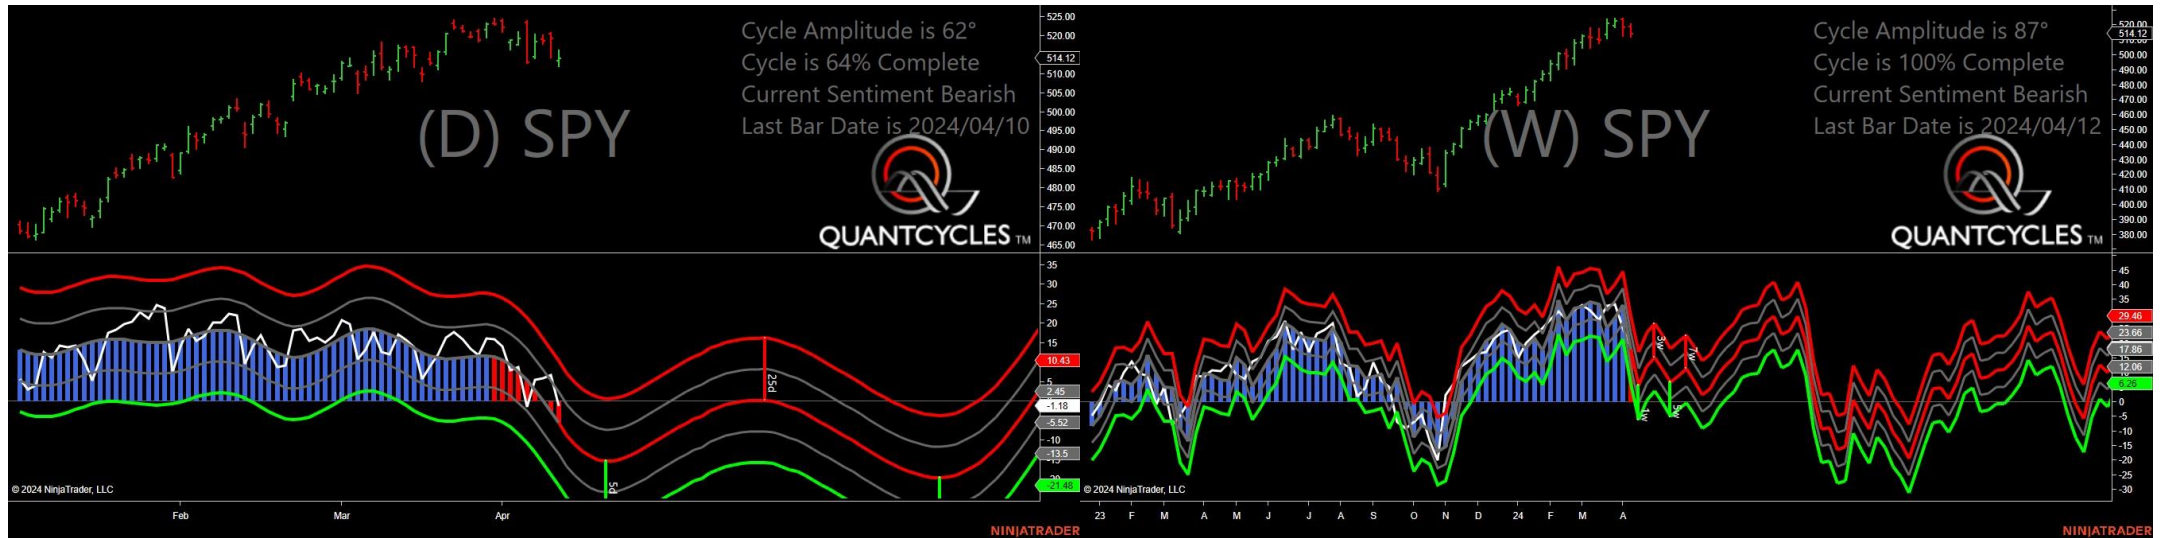 Cycle Amplitude is 62°
Cycle is 64% Complete
Current Sentiment Bearish
Last Bar Date is 2024/04/10
(D) SPY
QUANTCYCLES TM
525.00
520.00
514.12
510.00
505.00
500.00
495.00
490.00
485.00
480.00
475.00
470.00
465.00
35
30
25
20
15
10.43
5
2.45
-1.18
-5.52
-10
-13.5
-21.48
25d
5d
© 2024 NinjaTrader, LLC
Feb
Mar
Apr
NINJATRADER
Cycle Amplitude is 87°
Cycle is 100% Complete
Current Sentiment Bearish
Last Bar Date is 2024/04/12
(W) SPY
QUANTCYCLES TM
520.00
514.12
500.00
490.00
480.00
470.00
460.00
450.00
440.00
430.00
420.00
410.00
400.00
390.00
380.00
45
40
35
29.46
23.66
17.86
12.06
6.26
0
-5
-10
-15
-20
-25
-30
3w
7w
1w
© 2024 NinjaTrader, LLC
23
F
M
A
M
J
J
A
S
O
N
D
24
F
M
A
NINJATRADER